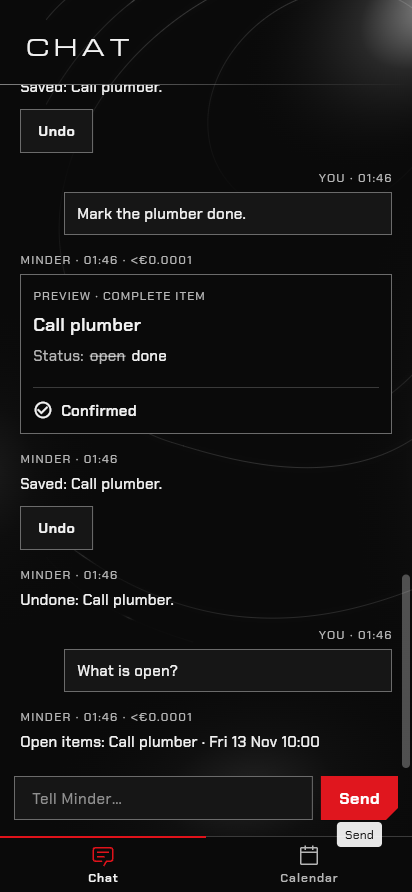 CHAT
Saved: Call plumber.
Undo
YOU · 01:46
Mark the plumber done.
MINDER · 01:46 · <€0.0001
PREVIEW · COMPLETE ITEM
Call plumber
Status: open done
Confirmed
MINDER · 01:46
Saved: Call plumber.
Undo
MINDER · 01:46
Undone: Call plumber.
YOU · 01:46
What is open?
MINDER · 01:46 · <€0.0001
Open items: Call plumber · Fri 13 Nov 10:00
Tell Minder...
Send
Send
Chat
Calendar